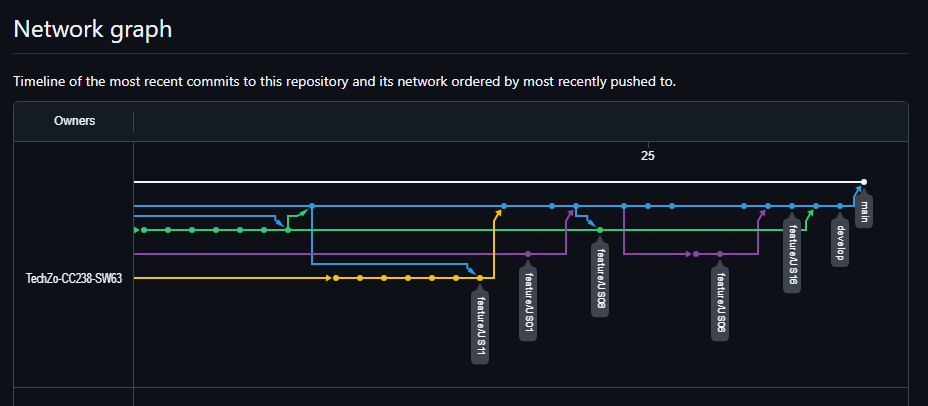 Network graph
Timeline of the most recent commits to this repository and its network ordered by most recently pushed to.
Owners
25
main
develop
feature/US16
TechZo-CC238-SW63
feature/US08
feature/US01
feature/US06
feature/US11